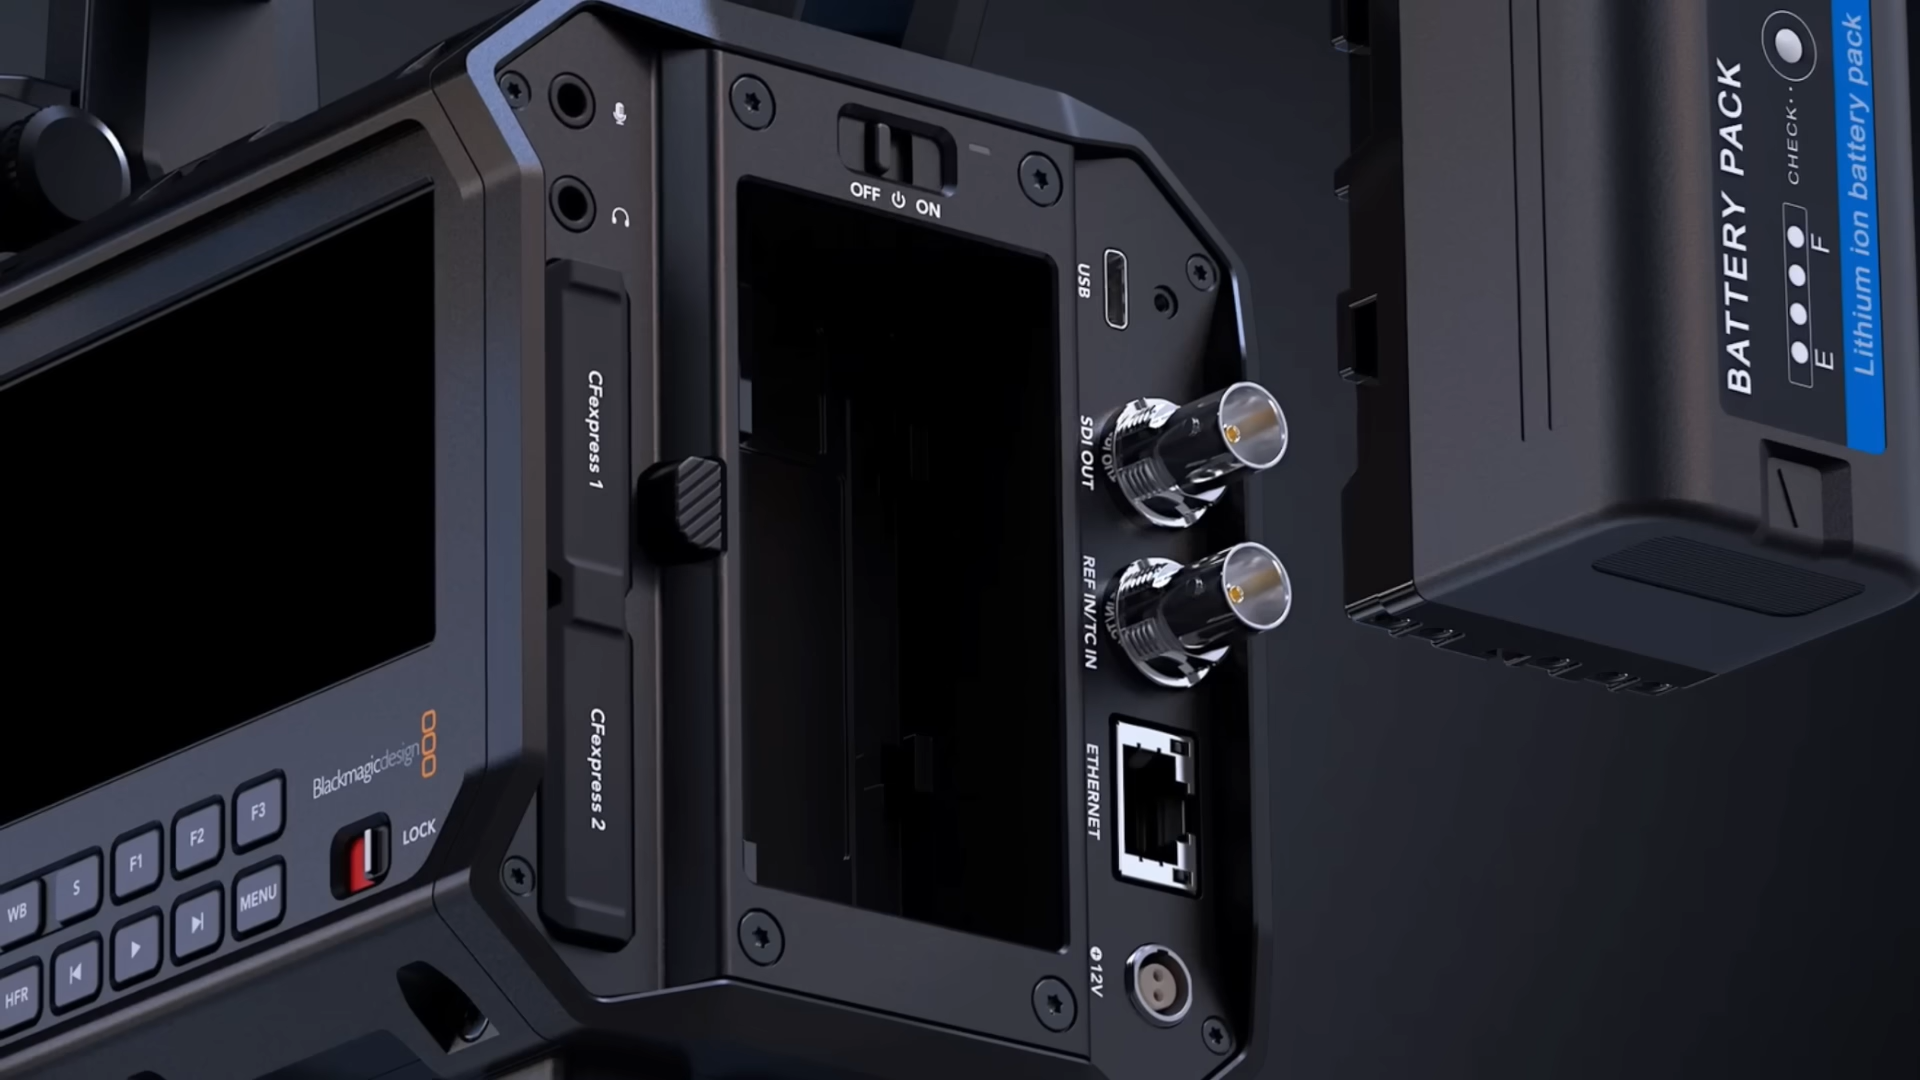 OFF ON
USB
SDI OUT
REF IN/TC IN
ETHERNET
12V
CFexpress 1
CFexpress 2
Blackmagicdesign
LOCK
WB
S
F1
F2
F3
HFR
MENU
BATTERY PACK
CHECK
E F
Lithium ion battery pack